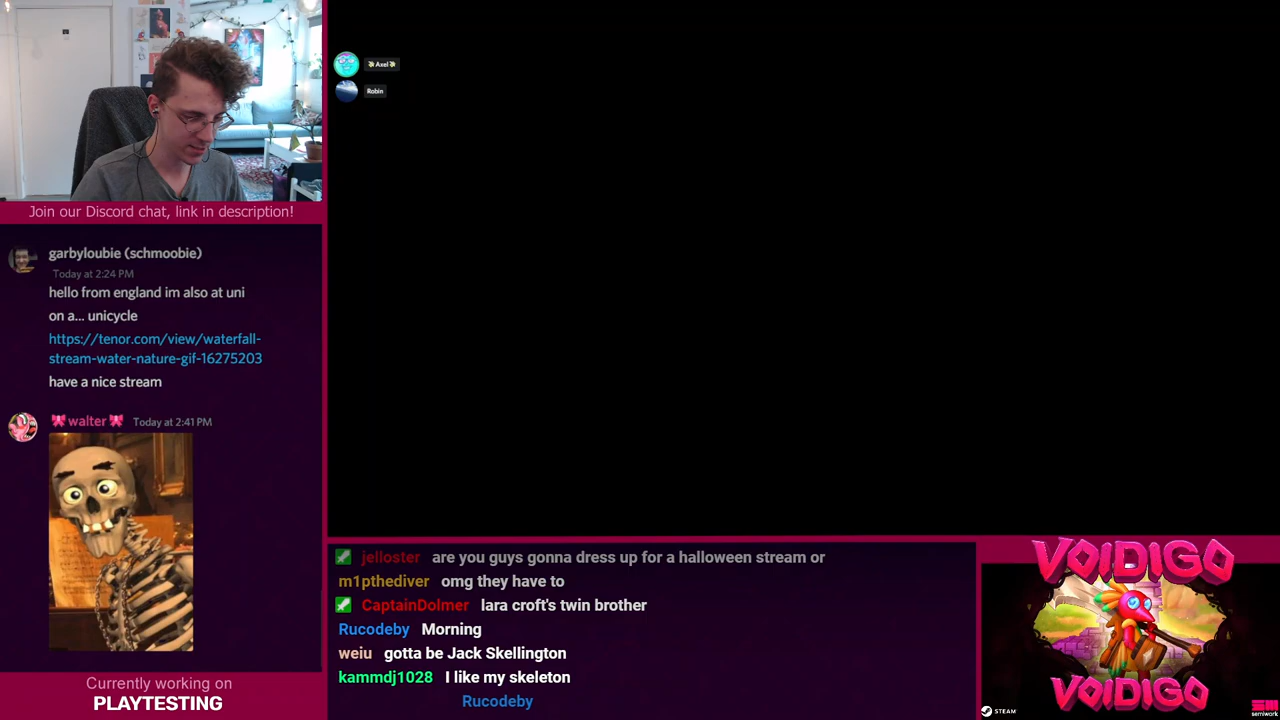 Axel
Robin
Join our Discord chat, link in description!
garbyloubie (schmoobie)
Today at 2:24 PM
hello from england im also at uni
on a... unicycle
https://tenor.com/view/waterfall-
stream-water-nature-gif-16275203
have a nice stream
walter Today at 2:41 PM
Currently working on
PLAYTESTING
jelloster are you guys gonna dress up for a halloween stream or
m1pthediver omg they have to
CaptainDolmer lara croft's twin brother
Rucodeby Morning
weiu gotta be Jack Skellington
kammdj1028 I like my skeleton
Rucodeby
VOIDIGO
VOIDIGO
STEAM
semiwork